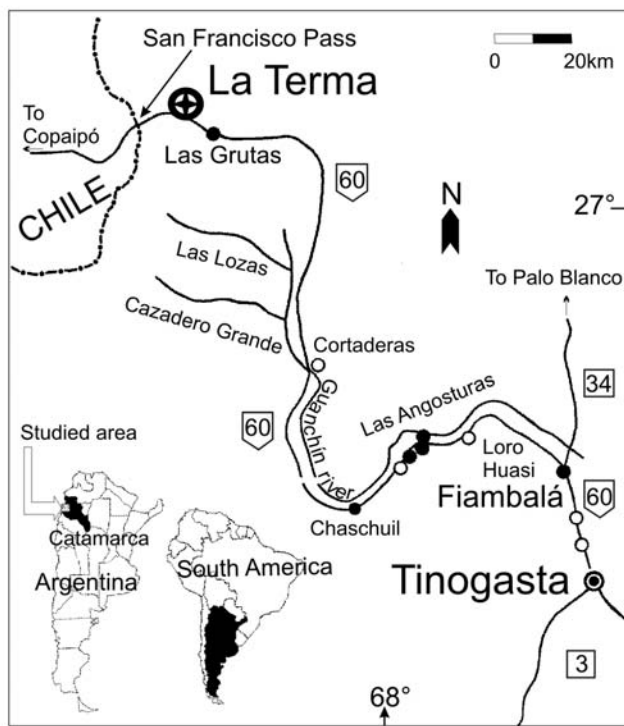 San Francisco Pass
0 20km
La Terma
To
Copaipó
Las Grutas
CHILE
60
N
27°
Las Lozas
To Palo Blanco
Cazadero Grande
Cortaderas
34
60
Guanchín river
Las Angosturas
Studied area
Loro
Huasi
Fiambalá
60
Chaschuil
Catamarca
South America
Argentina
Tinogasta
3
68°